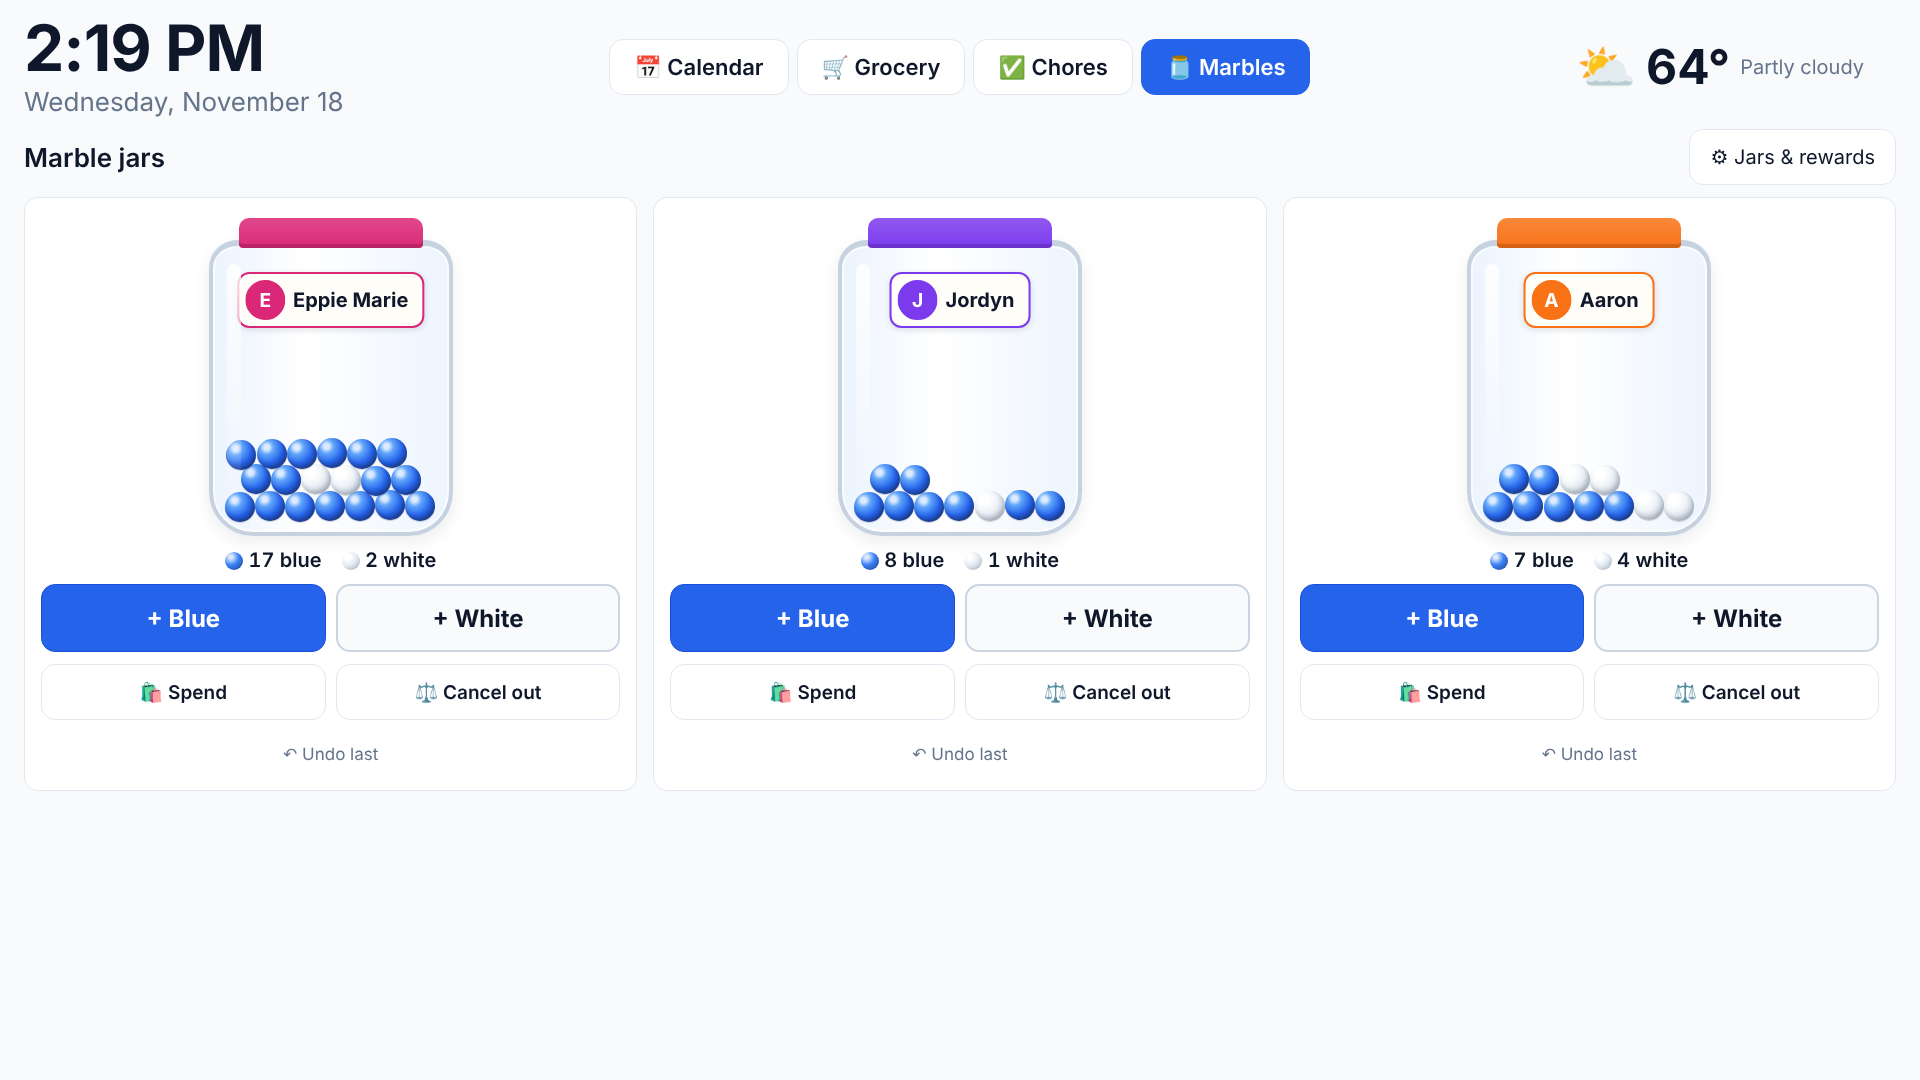 2:19 PM
Wednesday, November 18
📅 Calendar
🛒 Grocery
✅ Chores
🫙 Marbles
⛅ 64° Partly cloudy
Marble jars
⚙ Jars & rewards
E Eppie Marie
17 blue 2 white
+ Blue
+ White
🛍️ Spend
⚖️ Cancel out
↶ Undo last
J Jordyn
8 blue 1 white
+ Blue
+ White
🛍️ Spend
⚖️ Cancel out
↶ Undo last
A Aaron
7 blue 4 white
+ Blue
+ White
🛍️ Spend
⚖️ Cancel out
↶ Undo last